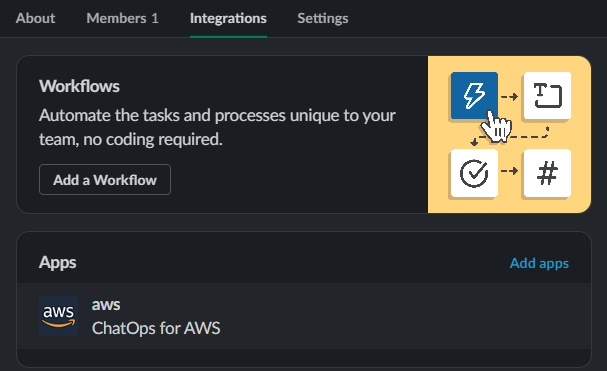 About Members 1 Integrations Settings
Workflows
Automate the tasks and processes unique to your
team, no coding required.
Add a Workflow
T
#
Apps Add apps
aws
aws
ChatOps for AWS